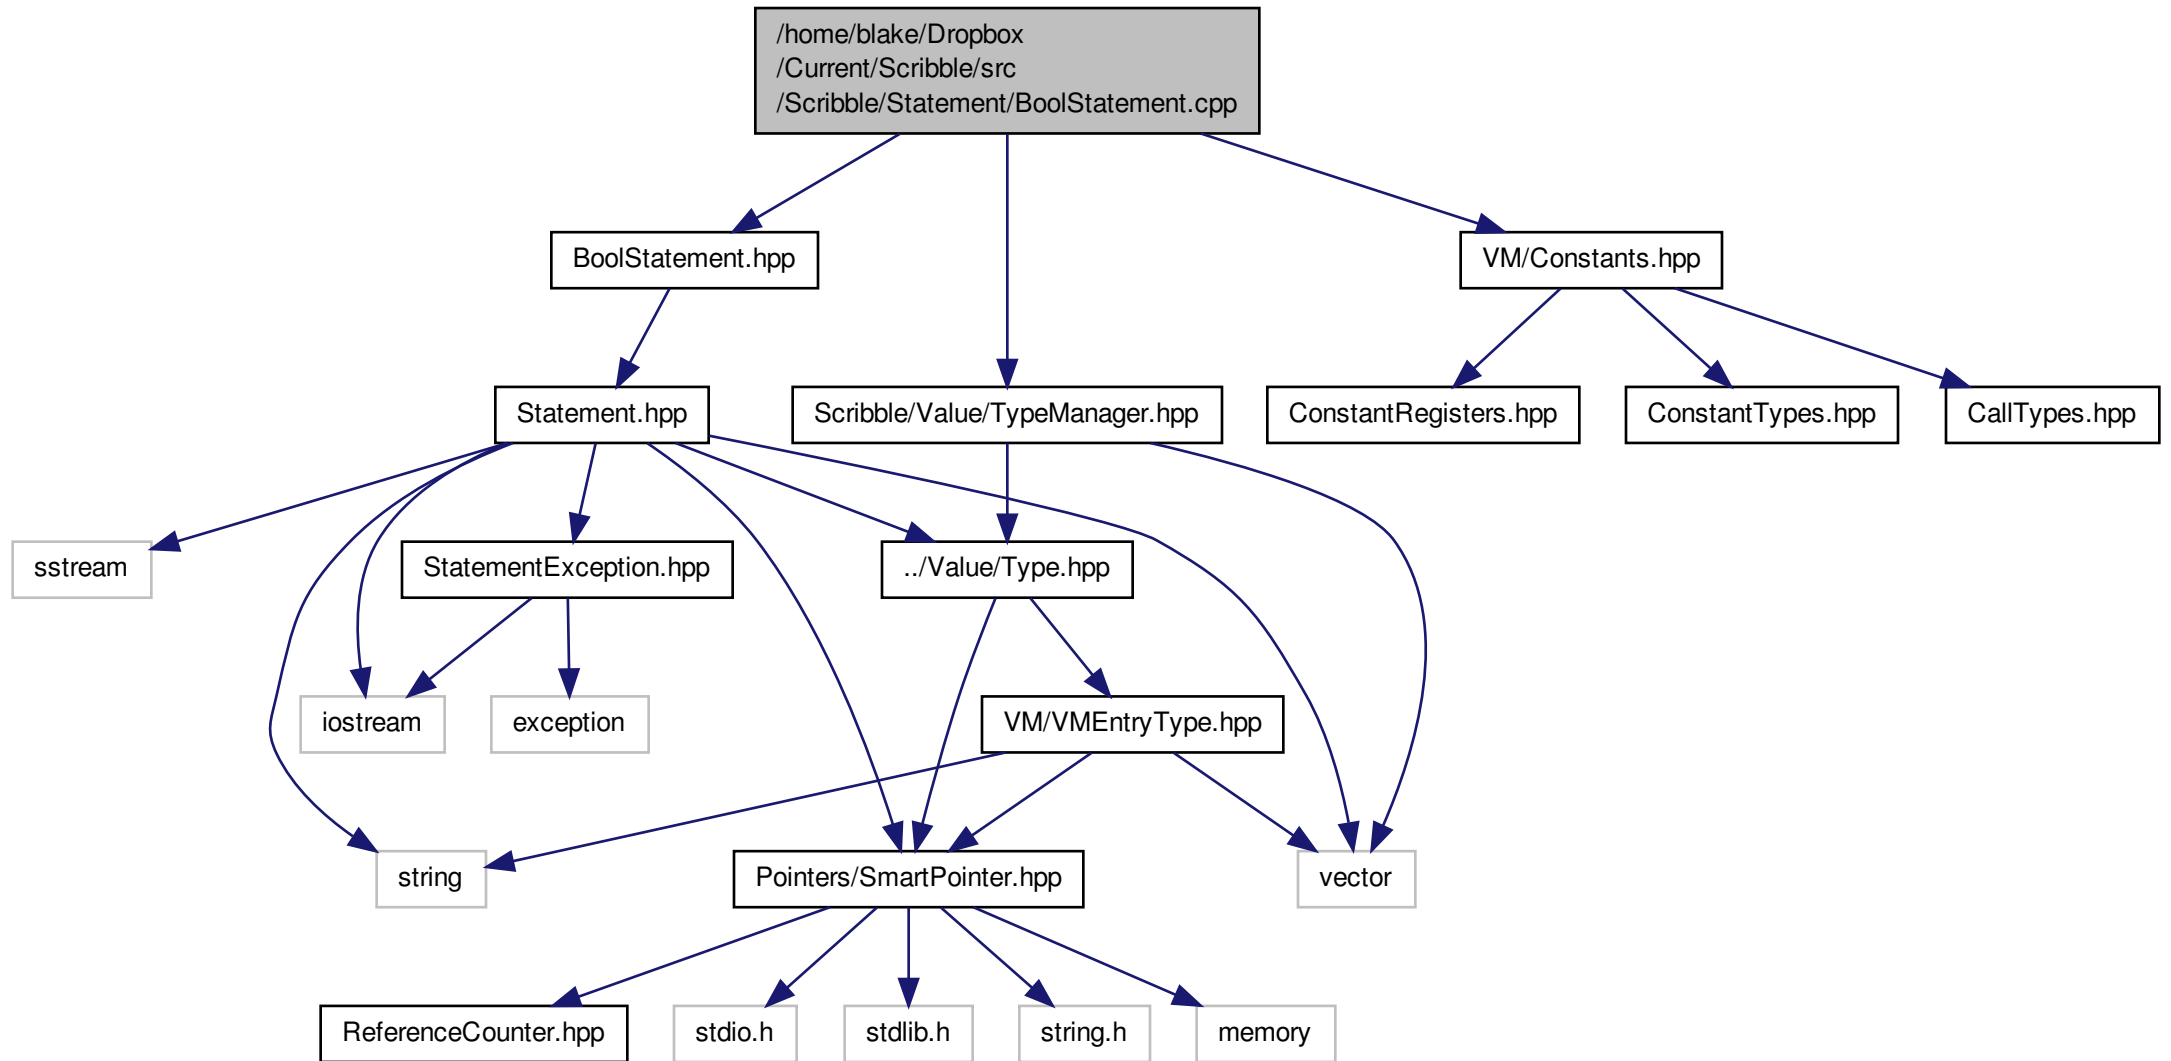 /home/blake/Dropbox
/Current/Scribble/src
/Scribble/Statement/BoolStatement.cpp
BoolStatement.hpp
VM/Constants.hpp
Statement.hpp
Scribble/Value/TypeManager.hpp
ConstantRegisters.hpp
ConstantTypes.hpp
CallTypes.hpp
sstream
StatementException.hpp
../Value/Type.hpp
iostream
exception
VM/VMEntryType.hpp
string
Pointers/SmartPointer.hpp
vector
ReferenceCounter.hpp
stdio.h
stdlib.h
string.h
memory